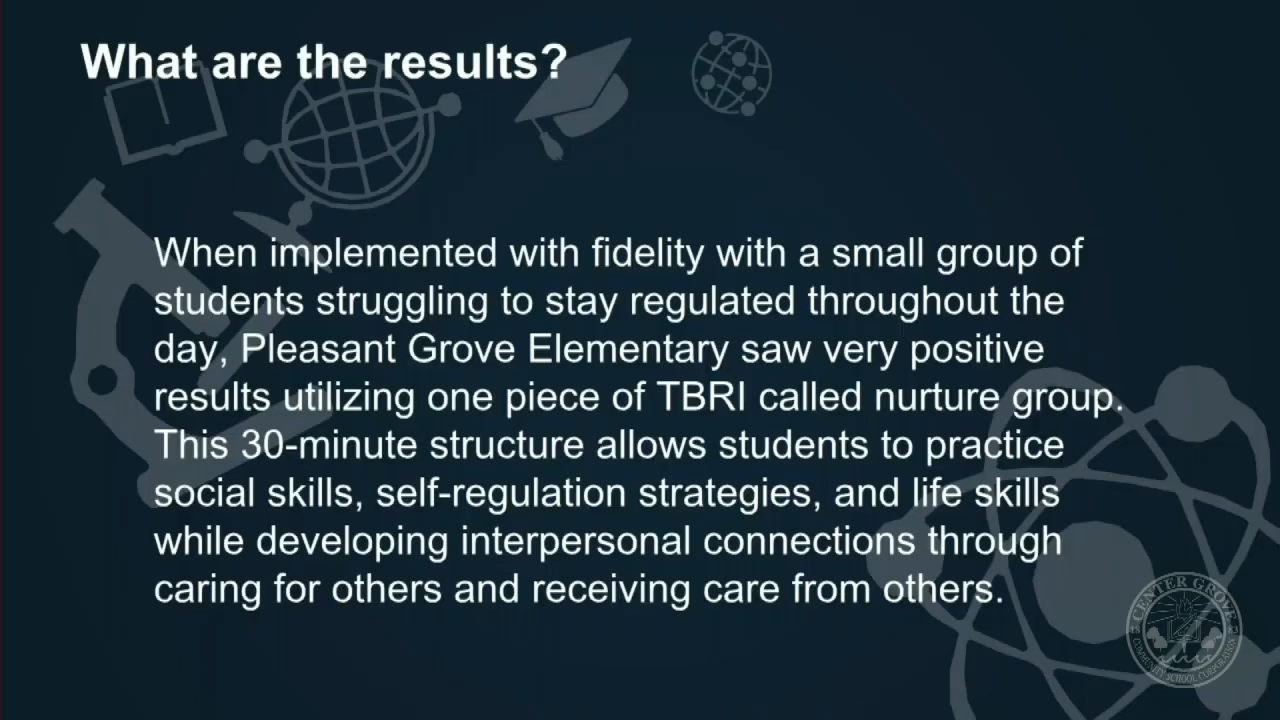 What are the results?
When implemented with fidelity with a small group of
students struggling to stay regulated throughout the
day, Pleasant Grove Elementary saw very positive
results utilizing one piece of TBRI called nurture group.
This 30-minute structure allows students to practice
social skills, self-regulation strategies, and life skills
while developing interpersonal connections through
caring for others and receiving care from others.
CENTER GROVE
COMMUNITY SCHOOL CORPORATION